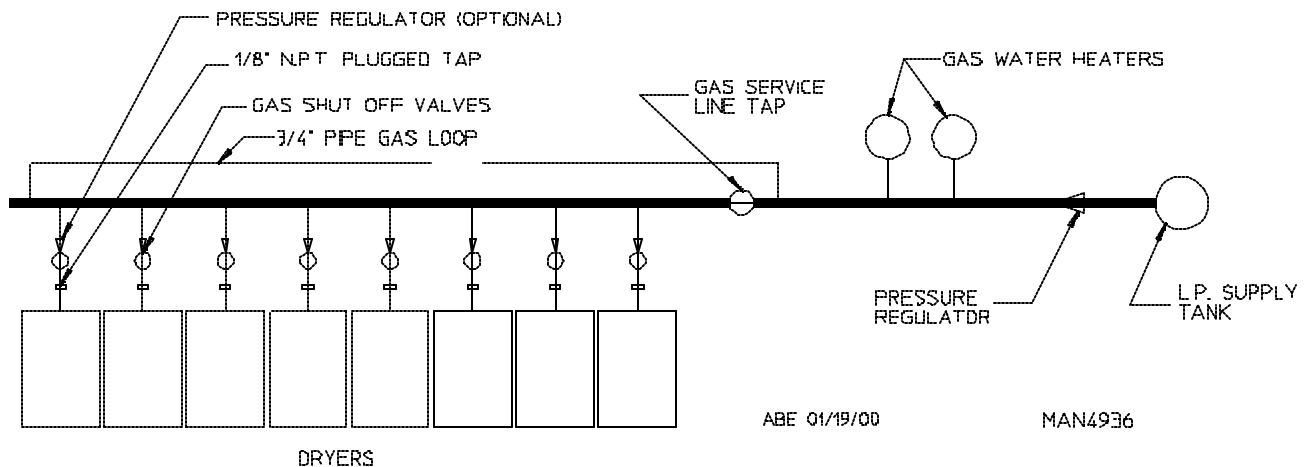 PRESSURE REGULATOR (OPTIONAL)
1/8" N.P.T PLUGGED TAP
GAS SHUT OFF VALVES
3/4" PIPE GAS LOOP
GAS SERVICE
LINE TAP
GAS WATER HEATERS
PRESSURE
REGULATOR
L.P. SUPPLY
TANK
ABE 01/19/00
MAN4936
DRYERS